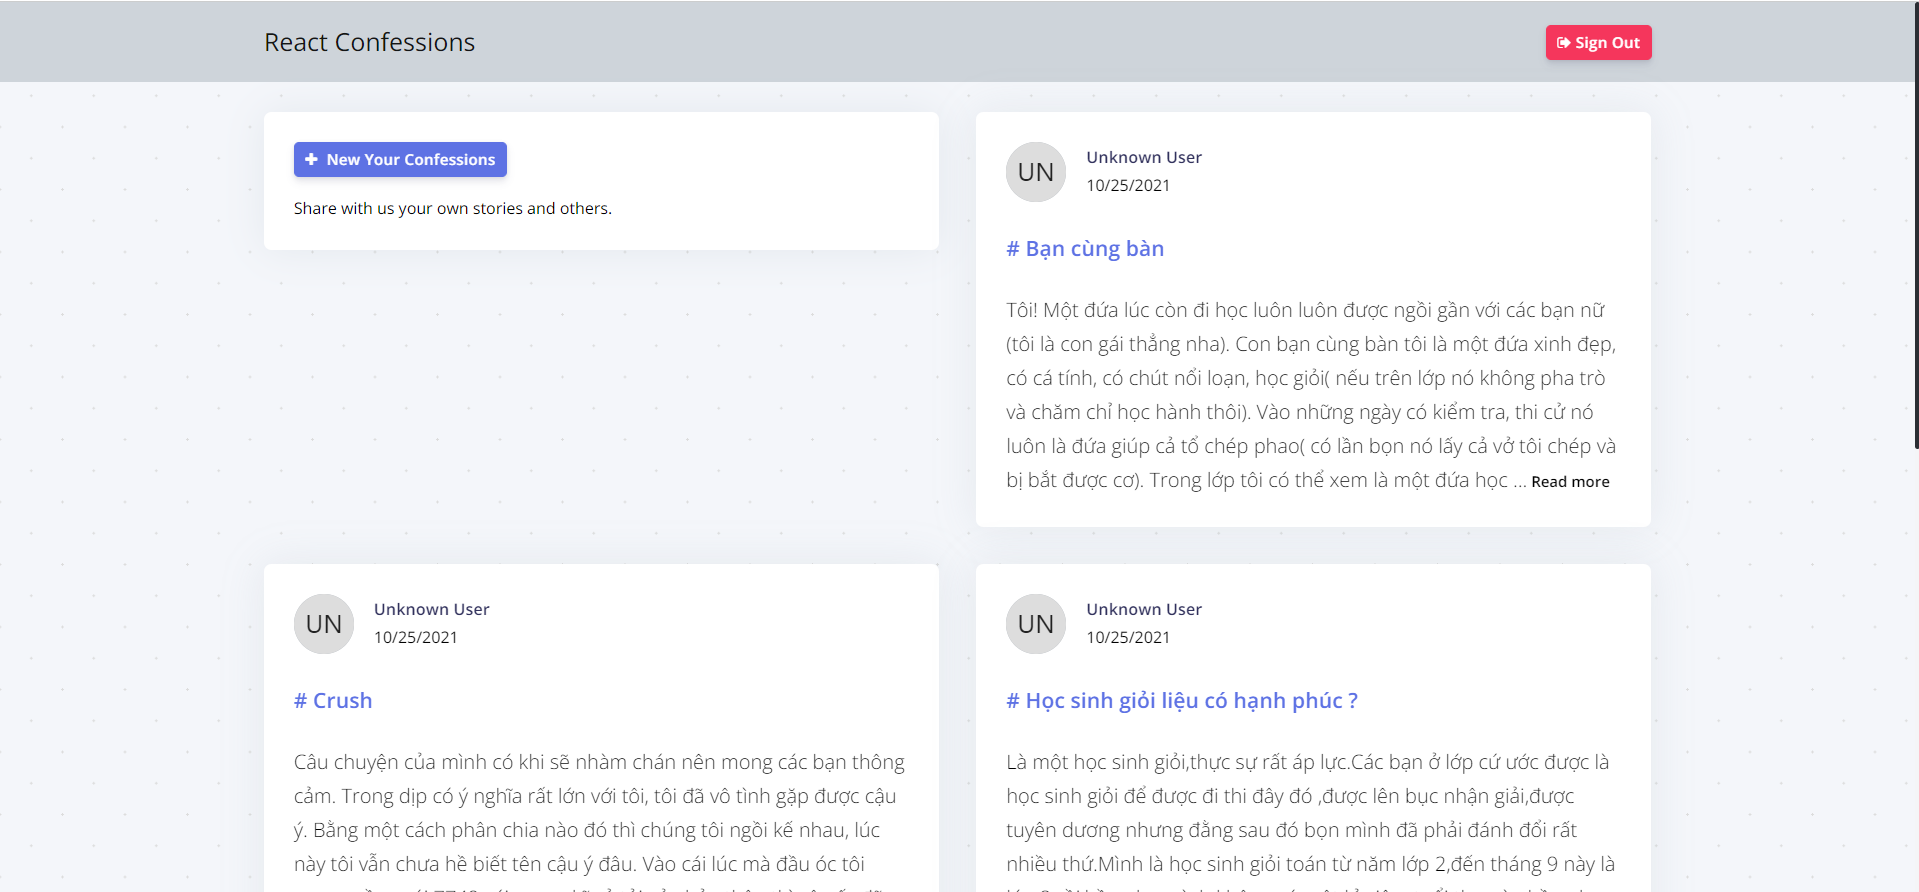 React Confessions
Sign Out
New Your Confessions
Share with us your own stories and others.
UN
Unknown User
10/25/2021
# Bạn cùng bàn
Tôi! Một đứa lúc còn đi học luôn luôn được ngồi gần với các bạn nữ
(tôi là con gái thẳng nha). Con bạn cùng bàn tôi là một đứa xinh đẹp,
có cá tính, có chút nổi loạn, học giỏi( nếu trên lớp nó không pha trò
và chăm chỉ học hành thôi). Vào những ngày có kiểm tra, thi cử nó
luôn là đứa giúp cả tổ chép phao( có lần bọn nó lấy cả vở tôi chép và
bị bắt được cơ). Trong lớp tôi có thể xem là một đứa học ... Read more
UN
Unknown User
10/25/2021
# Crush
Câu chuyện của mình có khi sẽ nhàm chán nên mong các bạn thông
cảm. Trong dịp có ý nghĩa rất lớn với tôi, tôi đã vô tình gặp được cậu
ý. Bằng một cách phân chia nào đó thì chúng tôi ngồi kế nhau, lúc
này tôi vẫn chưa hề biết tên cậu ý đâu. Vào cái lúc mà đầu óc tôi
UN
Unknown User
10/25/2021
# Học sinh giỏi liệu có hạnh phúc ?
Là một học sinh giỏi,thực sự rất áp lực.Các bạn ở lớp cứ ước được là
học sinh giỏi để được đi thi đây đó ,được lên bục nhận giải,được
tuyên dương nhưng đằng sau đó bọn mình đã phải đánh đổi rất
nhiều thứ.Mình là học sinh giỏi toán từ năm lớp 2,đến tháng 9 này là